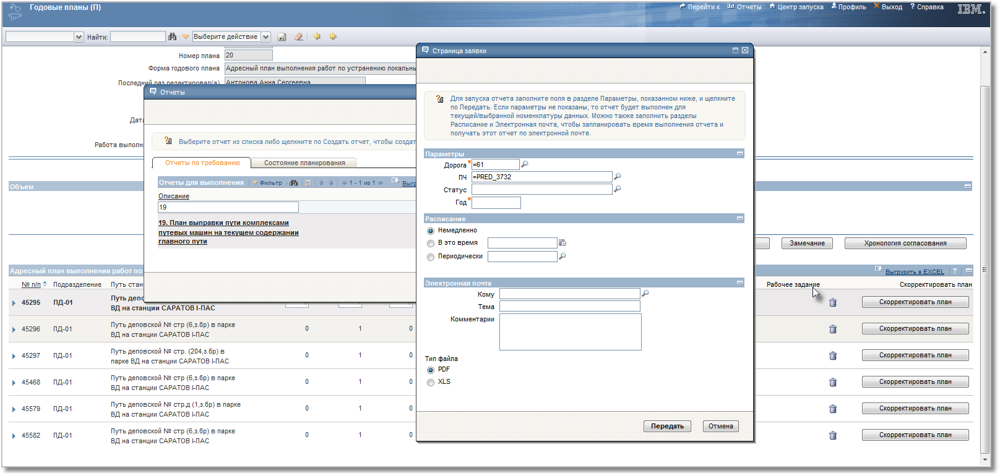 Годовые планы (П)
Перейти к
Отчеты
Центр запуска
Профиль
Выход
? Справка
IBM.
Найти:
Выберите действие
Номер плана
20
Форма годового плана
Адресный план выполнения работ по устранению локальны
Последний раз редактировал(а)
Антонова Анна Сергеевна
Дата
Работа выполн
Объем
Замечание
Хронология согласования
Адресный план выполнения работ по
Выгрузить в EXCEL
?
№ п/п
Подразделение
Путь стан
Рабочее задание
Скорректировать план
45295
ПД-01
Путь деп
ВД на станции САРАТОВ I-ПАС
Скорректировать план
45296
ПД-01
Путь деповской № стр (6,з.бр) в парке
ВД на станции САРАТОВ I-ПАС
0
1
0
Скорректировать план
45297
ПД-01
Путь деповской № стр. (204,з.бр) в
парке ВД на станции САРАТОВ I-ПАС
0
1
0
Скорректировать план
45468
ПД-01
Путь деповской № стр (6,з.бр) в парке
ВД на станции САРАТОВ I-ПАС
0
1
0
Скорректировать план
45579
ПД-01
Путь деповской № стр.д (1,з.бр) в парке
ВД на станции САРАТОВ I-ПАС
0
1
0
Скорректировать план
45582
ПД-01
Путь деповской № стр (6,з.бр) в парке
ВД на станции САРАТОВ I-ПАС
0
1
0
Скорректировать план
Отчеты
Выберите отчет из списка либо щелкните по Создать отчет, чтобы создат
Отчеты по требованию
Состояние планирования
Отчеты для выполнения
Фильтр
1 - 1 из 1
Выгр
Описание
19
19. План выправки пути комплексами
путевых машин на текущем содержании
главного пути
Страница заявки
Для запуска отчета заполните поля в разделе Параметры, показанном ниже, и щелкните
по Передать. Если параметры не показаны, то отчет будет выполнен для
текущей/выбранной номенклатуры данных. Можно также заполнить разделы
Расписание и Электронная почта, чтобы запланировать время выполнения отчета и
получать этот отчет по электронной почте.
Параметры
Дорога * =61
ПЧ =PRED_3732
Статус
Год *
Расписание
Немедленно
В это время
Периодически
Электронная почта
Кому
Тема
Комментарии
Тип файла
PDF
XLS
Передать
Отмена